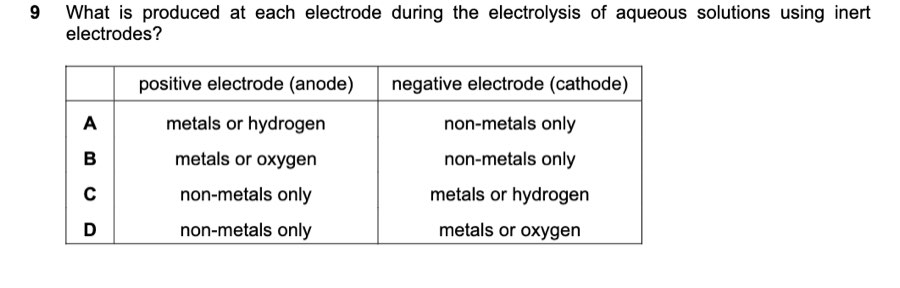 9 What is produced at each electrode during the electrolysis of aqueous solutions using inert
electrodes?
positive electrode (anode) negative electrode (cathode)
A metals or hydrogen non-metals only
B metals or oxygen non-metals only
C non-metals only metals or hydrogen
D non-metals only metals or oxygen